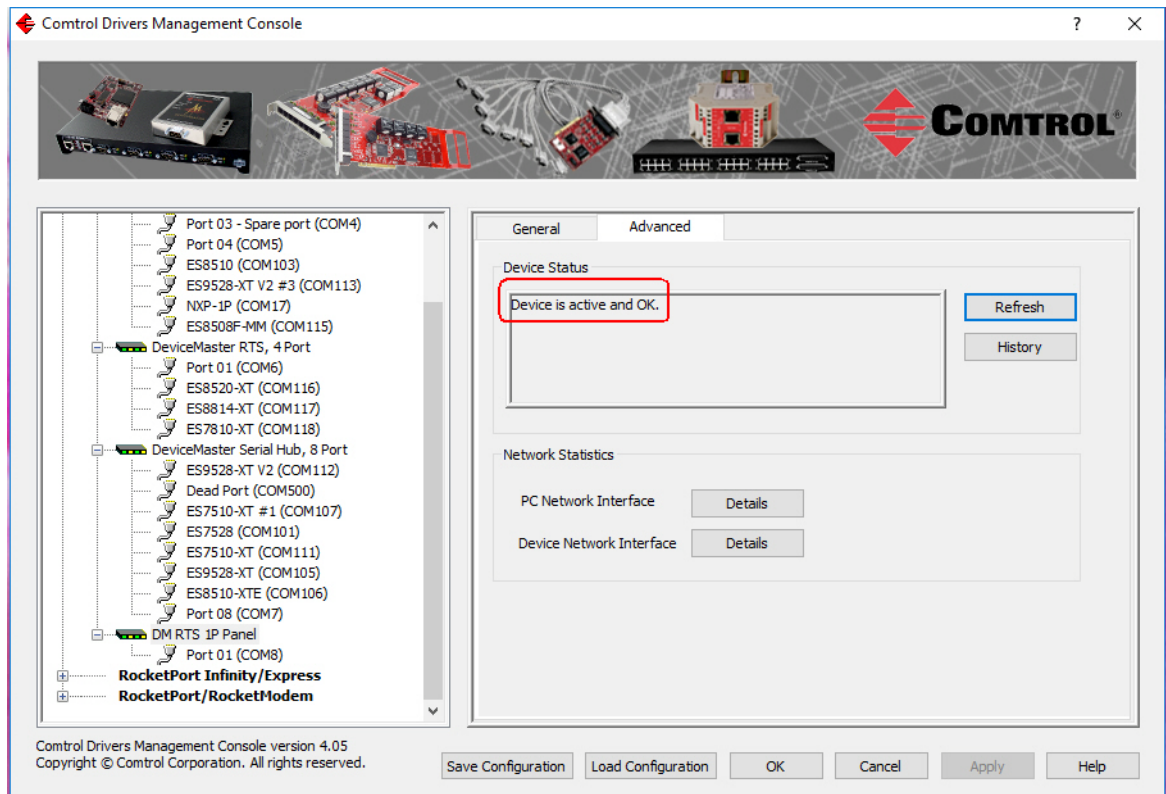 Comtrol Drivers Management Console
?
COMTROL®
Port 03 - Spare port (COM4)
Port 04 (COM5)
ES8510 (COM103)
ES9528-XT V2 #3 (COM113)
NXP-1P (COM17)
ES8508F-MM (COM115)
DeviceMaster RTS, 4 Port
Port 01 (COM6)
ES8520-XT (COM116)
ES8814-XT (COM117)
ES7810-XT (COM118)
DeviceMaster Serial Hub, 8 Port
ES9528-XT V2 (COM112)
Dead Port (COM500)
ES7510-XT #1 (COM107)
ES7528 (COM101)
ES7510-XT (COM111)
ES9528-XT (COM105)
ES8510-XTE (COM106)
Port 08 (COM7)
DM RTS 1P Panel
Port 01 (COM8)
RocketPort Infinity/Express
RocketPort/RocketModem
General Advanced
Device Status
Device is active and OK.
Refresh
History
Network Statistics
PC Network Interface Details
Device Network Interface Details
Comtrol Drivers Management Console version 4.05
Copyright © Comtrol Corporation. All rights reserved.
Save Configuration Load Configuration OK Cancel Apply Help